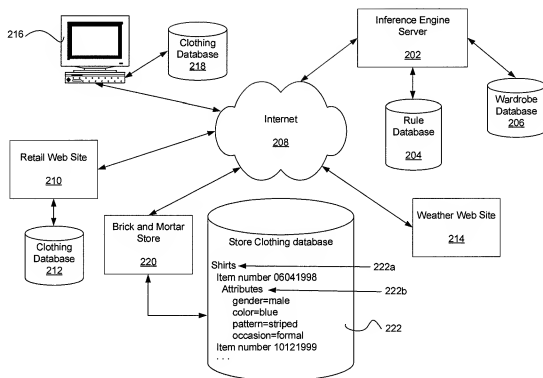 216
Clothing
Database
218
Inference Engine
Server
202
Wardrobe
Database
206
Rule
Database
204
Internet
208
Retail Web Site
210
Clothing
Database
212
Brick and Mortar
Store
220
Weather Web Site
214
Store Clothing database
Shirts
222a
Item number 06041998
Attributes
222b
gender=male
color=blue
pattern=striped
occasion=formal
222
Item number 10121999
. . .